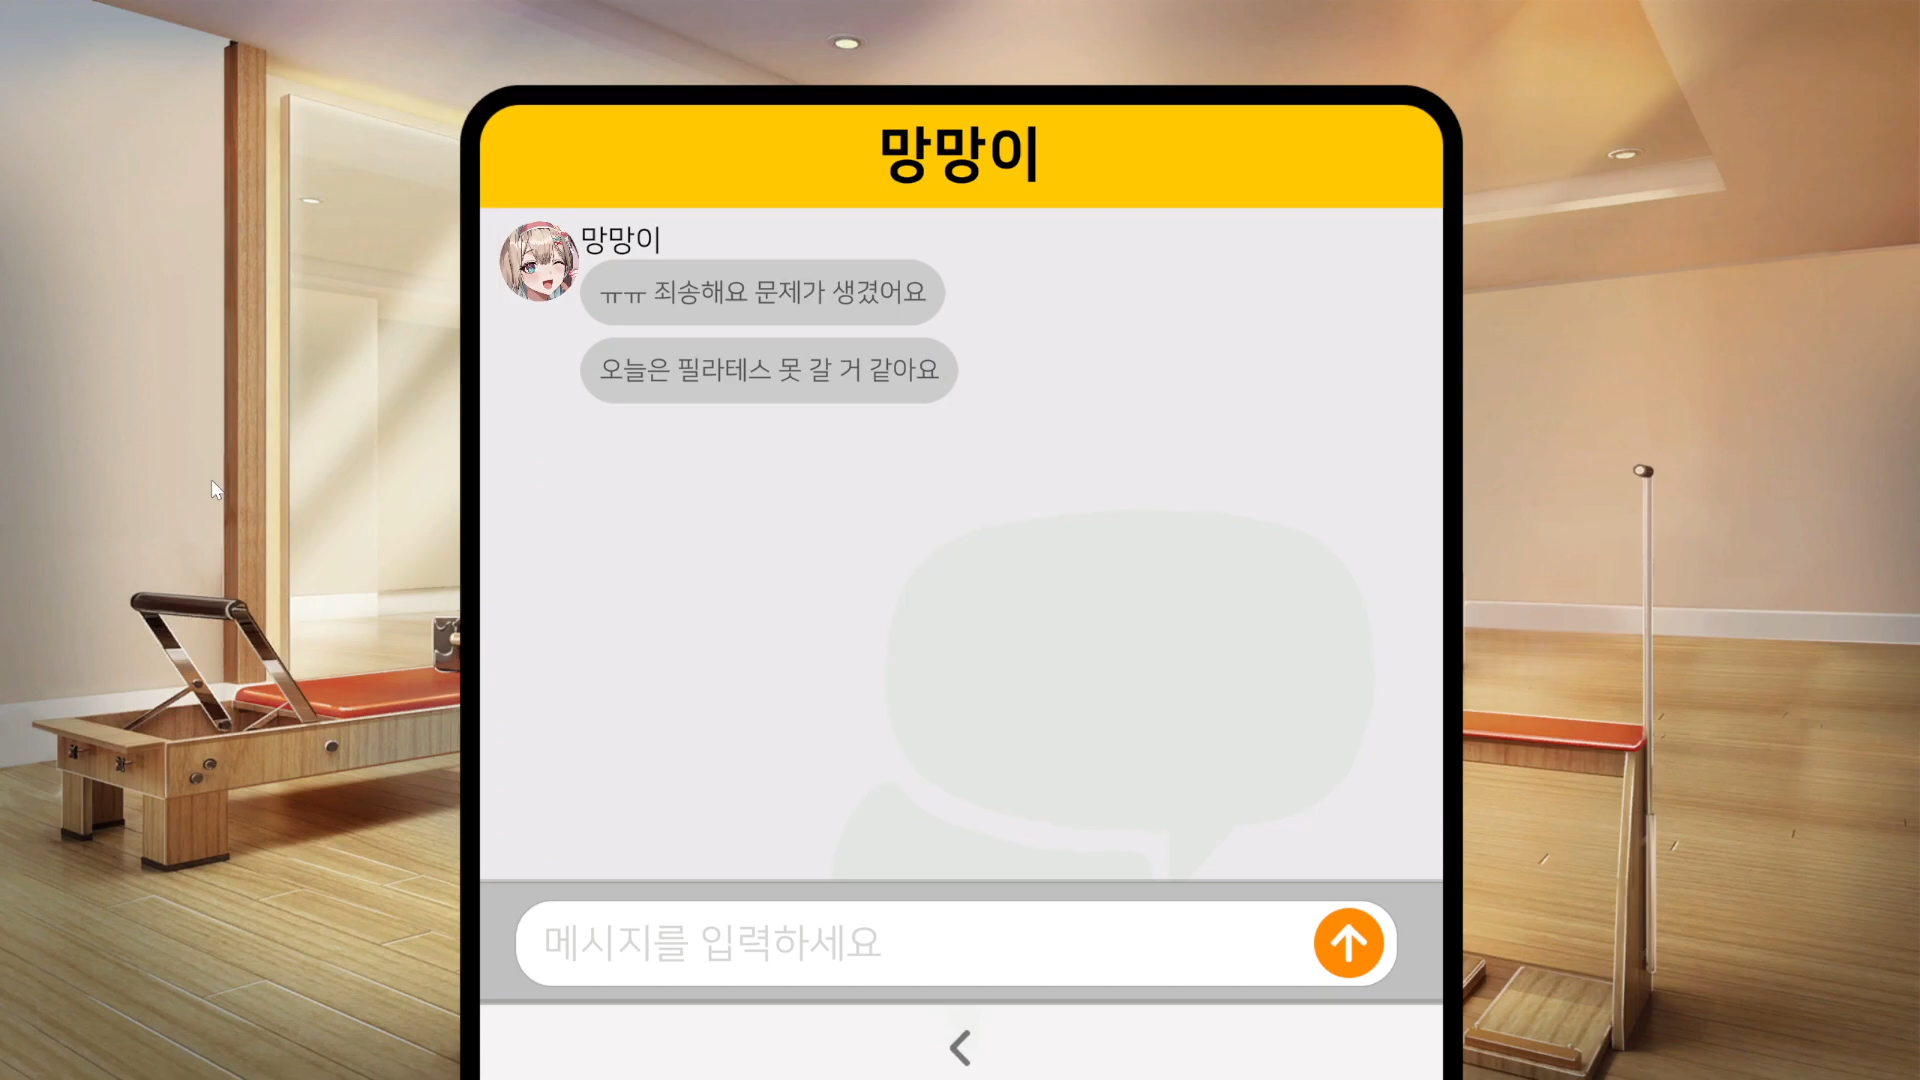 망망이
망망이
ㅠㅠ 죄송해요 문제가 생겼어요
오늘은 필라테스 못 갈 거 같아요
메시지를 입력하세요